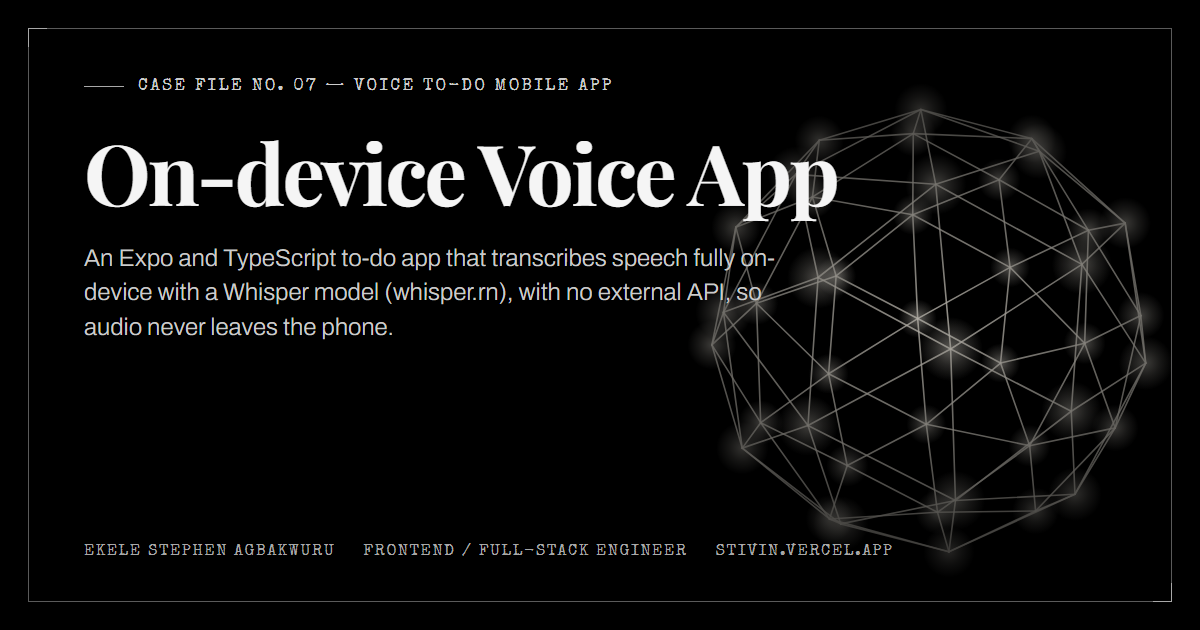 CASE FILE NO. 07 — VOICE TO-DO MOBILE APP
On-device Voice App
An Expo and TypeScript to-do app that transcribes speech fully on-
device with a Whisper model (whisper.rn), with no external API, so
audio never leaves the phone.
EKELE STEPHEN AGBAKWURU FRONTEND / FULL-STACK ENGINEER STIVIN.VERCEL.APP